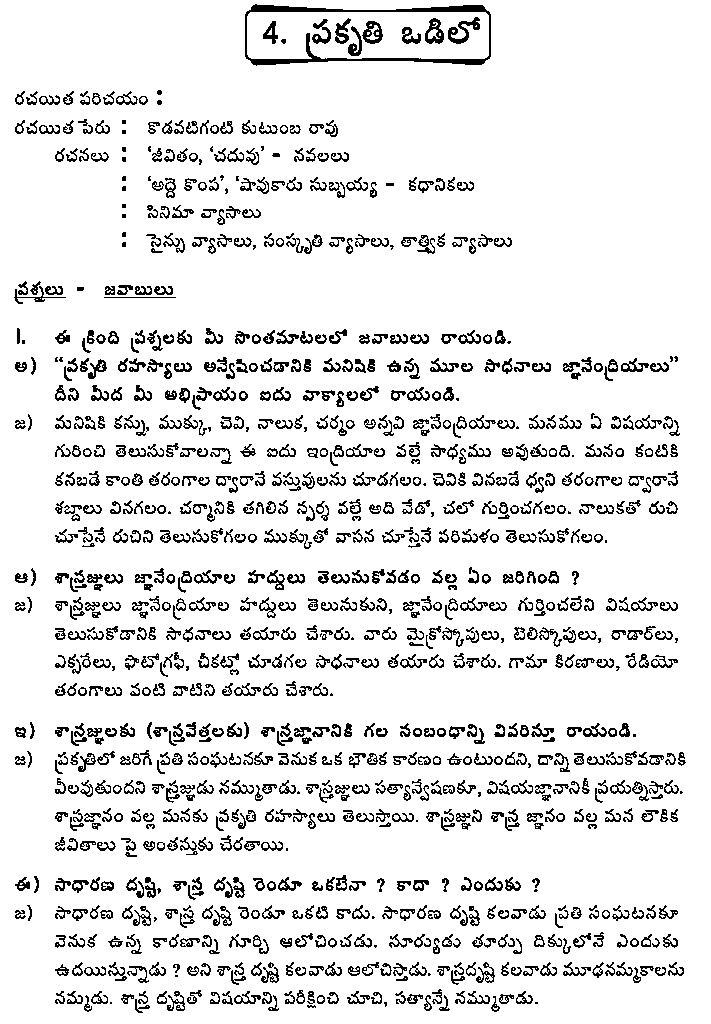 4. ప్రకృతి ఒడిలో
రచయిత పరిచయం :
రచయిత పేరు : కొడవటిగంటి కుటుంబ రావు
రచనలు : 'జీవితం, 'చదువు' - నవలలు
: 'అద్దె కొంప', 'షావుకారు సుబ్బయ్య - కథానికలు
: సినిమా వ్యాసాలు
: సైన్సు వ్యాసాలు, సంస్కృతి వ్యాసాలు, తాత్త్విక వ్యాసాలు
ప్రశ్నలు - జవాబులు
I. ఈ క్రింది ప్రశ్నలకు మీ సొంతమాటలలో జవాబులు రాయండి.
అ) "ప్రకృతి రహస్యాలు అన్వేషించడానికి మనిషికి ఉన్న మూల సాధనాలు జ్ఞానేంద్రియాలు"
దీని మీద మీ అభిప్రాయం ఐదు వాక్యాలలో రాయండి.
జ) మనిషికి కన్ను, ముక్కు, చెవి, నాలుక, చర్మం అన్నవి జ్ఞానేంద్రియాలు. మనము ఏ విషయాన్ని
గురించి తెలుసుకోవాలన్నా ఈ ఐదు ఇంద్రియాల వల్లే సాధ్యము అవుతుంది. మనం కంటికి
కనబడే కాంతి తరంగాల ద్వారానే వస్తువులను చూడగలం. చెవికి వినబడే ధ్వని తరంగాల ద్వారానే
శబ్దాలు వినగలం. చర్మానికి తగిలిన స్పర్శ వల్లే అది వేడో, చలో గుర్తించగలం. నాలుకతో రుచి
చూస్తేనే రుచిని తెలుసుకోగలం ముక్కుతో వాసన చూస్తేనే పరిమళం తెలుసుకోగలం.
ఆ) శాస్త్రజ్ఞులు జ్ఞానేంద్రియాల హద్దులు తెలుసుకోవడం వల్ల ఏం జరిగింది ?
జ) శాస్త్రజ్ఞులు జ్ఞానేంద్రియాల హద్దులు తెలునుకుని, జ్ఞానేంద్రియాలు గుర్తించలేని విషయాలు
తెలుసుకోడానికి సాధనాలు తయారు చేశారు. వారు మైక్రోస్కోపులు, టెలిస్కోపులు, రాడార్‌లు,
ఎక్సరేలు, ఫొటోగ్రఫీ, చీకట్లో చూడగల సాధనాలు తయారు చేశారు. గామా కిరణాలు, రేడియో
తరంగాలు వంటి వాటిని తయారు చేశారు.
ఇ) శాస్త్రజ్ఞులకు (శాస్త్రవేత్తలకు) శాస్త్రజ్ఞానానికి గల సంబంధాన్ని వివరిస్తూ రాయండి.
జ) ప్రకృతిలో జరిగే ప్రతి సంఘటనకూ వెనుక ఒక భౌతిక కారణం ఉంటుందని, దాన్ని తెలుసుకోవడానికి
వీలవుతుందని శాస్త్రజ్ఞుడు నమ్ముతాడు. శాస్త్రజ్ఞులు సత్యాన్వేషణకూ, విషయజ్ఞానానికీ ప్రయత్నిస్తారు.
శాస్త్రజ్ఞానం వల్ల మనకు ప్రకృతి రహస్యాలు తెలుస్తాయి. శాస్త్రజ్ఞుని శాస్త్ర జ్ఞానం వల్ల మన లౌకిక
జీవితాలు పై అంతస్తుకు చేరతాయి.
ఈ) సాధారణ దృష్టి, శాస్త్ర దృష్టి రెండూ ఒకటేనా ? కాదా ? ఎందుకు ?
జ) సాధారణ దృష్టి, శాస్త్ర దృష్టి రెండూ ఒకటి కాదు. సాధారణ దృష్టి కలవాడు ప్రతి సంఘటనకూ
వెనుక ఉన్న కారణాన్ని గూర్చి ఆలోచించడు. సూర్యుడు తూర్పు దిక్కులోనే ఎందుకు
ఉదయిస్తున్నాడు ? అని శాస్త్ర దృష్టి కలవాడు ఆలోచిస్తాడు. శాస్త్రదృష్టి కలవాడు మూఢనమ్మకాలను
నమ్మడు. శాస్త్ర దృష్టితో విషయాన్ని పరీక్షించి చూచి, సత్యాన్నే నమ్ముతాడు.